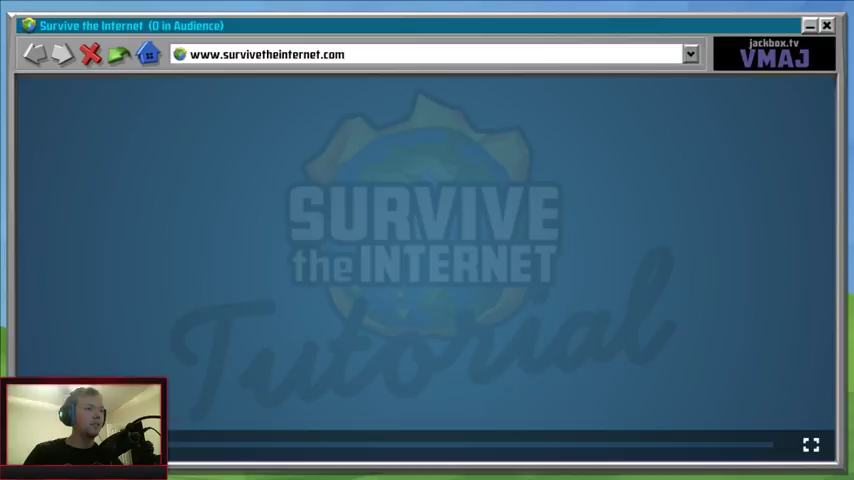 Survive the Internet (0 in Audience)
www.survivetheinternet.com
jackbox.tv
VMAJ
SURVIVE
the INTERNET
Tutorial